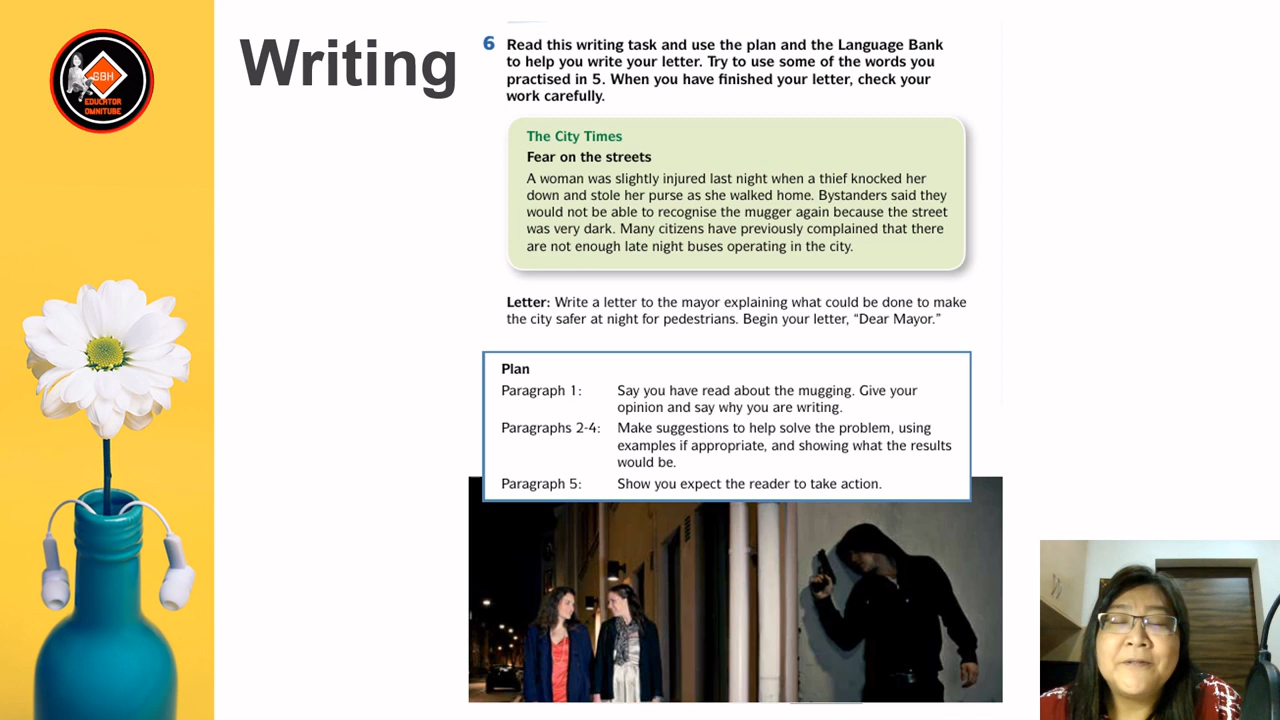 GBH
EDUCATOR
OMNITUBE
Writing
6 Read this writing task and use the plan and the Language Bank
to help you write your letter. Try to use some of the words you
practised in 5. When you have finished your letter, check your
work carefully.
The City Times
Fear on the streets
A woman was slightly injured last night when a thief knocked her
down and stole her purse as she walked home. Bystanders said they
would not be able to recognise the mugger again because the street
was very dark. Many citizens have previously complained that there
are not enough late night buses operating in the city.
Letter: Write a letter to the mayor explaining what could be done to make
the city safer at night for pedestrians. Begin your letter, “Dear Mayor.”
Plan
Paragraph 1: Say you have read about the mugging. Give your
opinion and say why you are writing.
Paragraphs 2-4: Make suggestions to help solve the problem, using
examples if appropriate, and showing what the results
would be.
Paragraph 5: Show you expect the reader to take action.